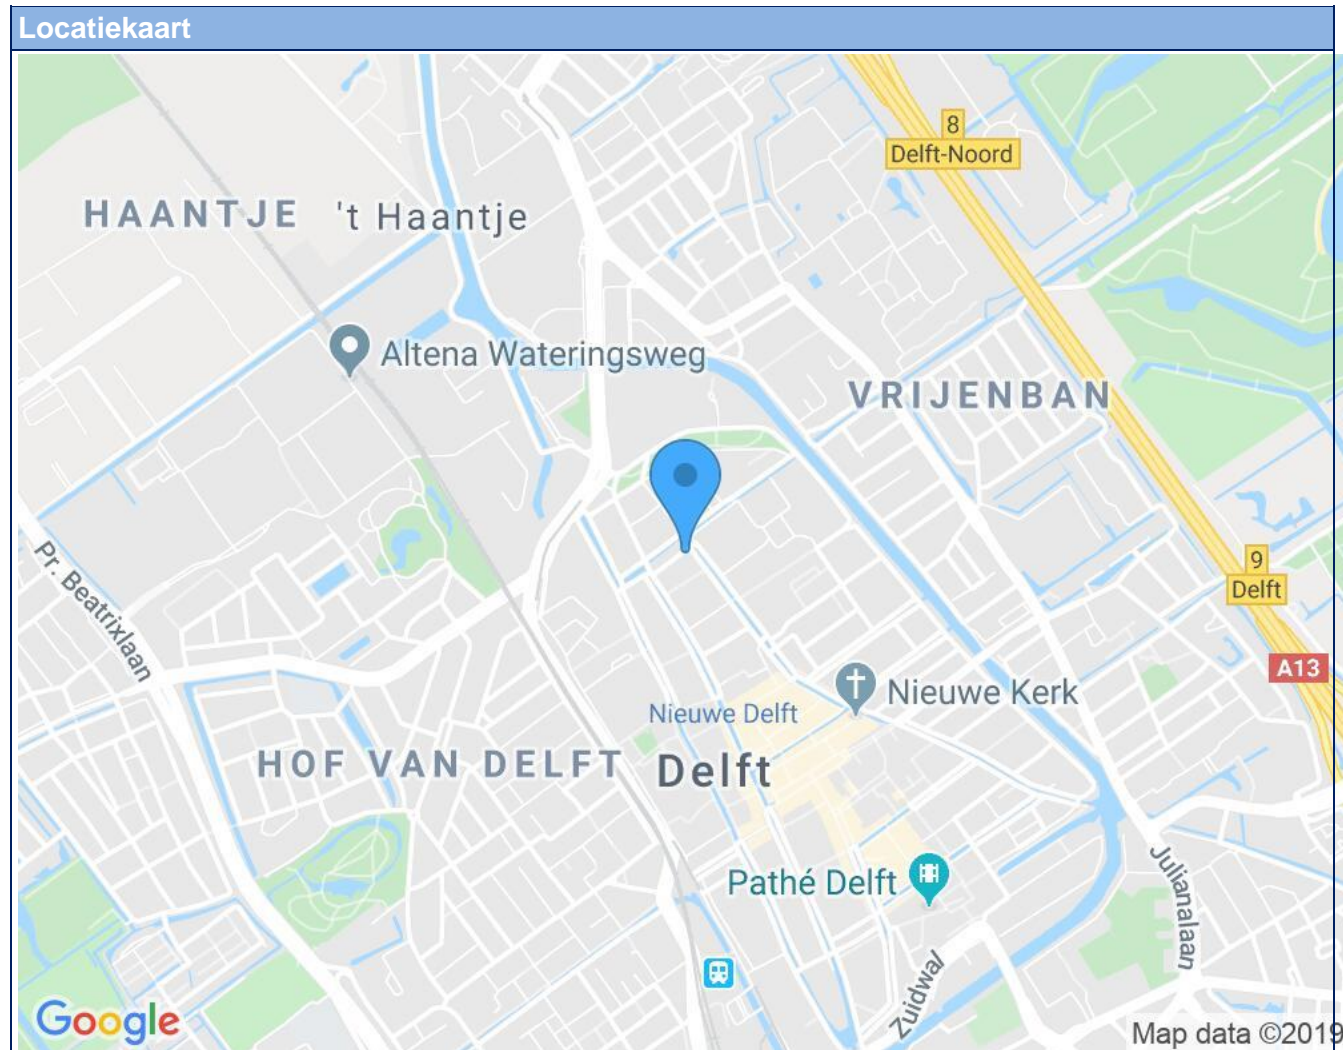 Locatiekaart
8
Delft-Noord
HAANTJE 't Haantje
Altena Wateringsweg
VRIJENBAN
Pr. Beatrixlaan
9
Delft
A13
Nieuwe Kerk
Nieuwe Delft
HOF VAN DELFT Delft
Pathé Delft
Julianalaan
Zuidwal
Google
Map data ©2019